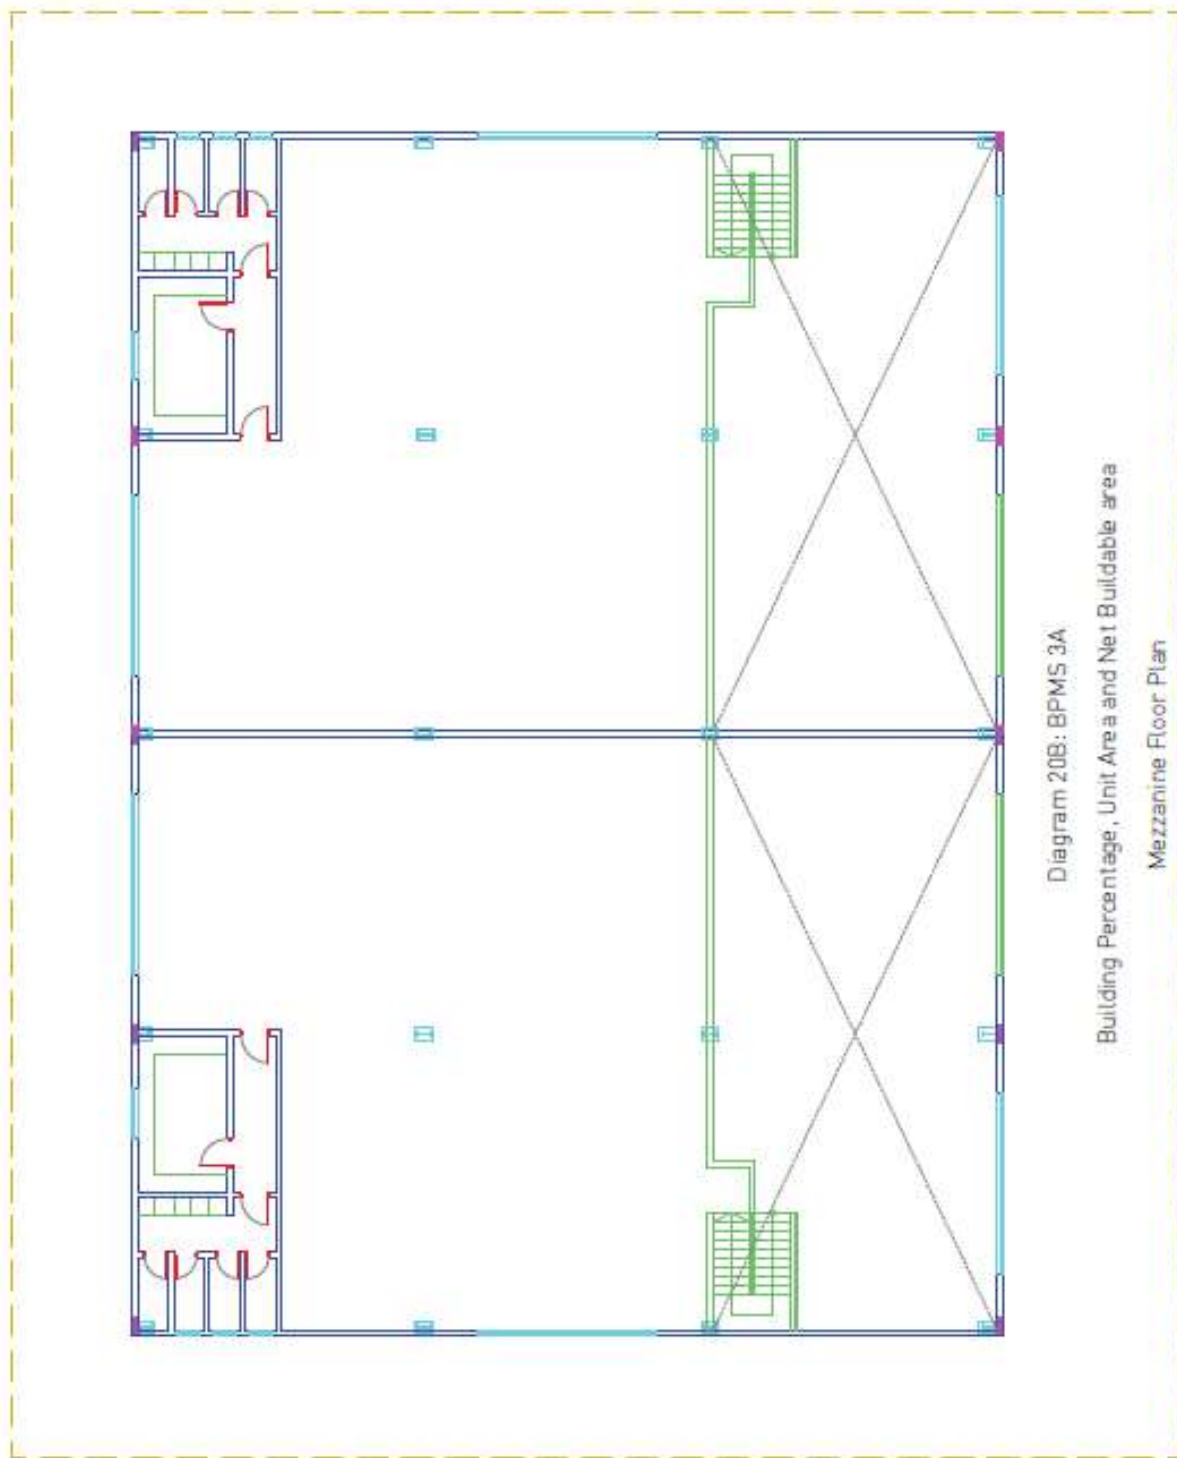 Diagram 20B: BPMS 3A
Building Percentage, Unit Area and Net Buildable area
Mezzanine Floor Plan